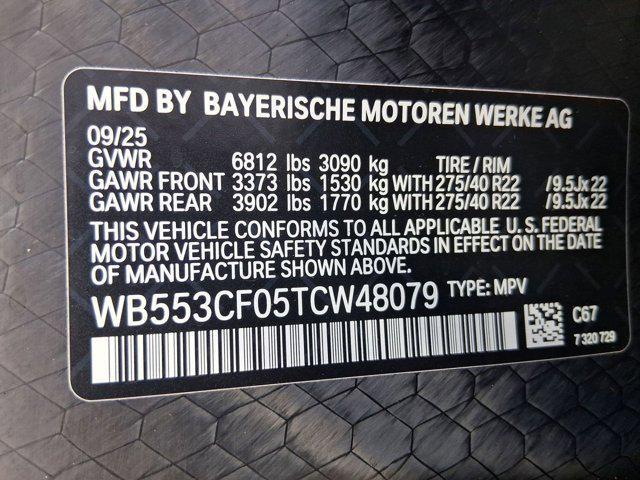 MFD BY BAYERISCHE MOTOREN WERKE AG
09/25
GVWR 6812 lbs 3090 kg TIRE / RIM
GAWR FRONT 3373 lbs 1530 kg WITH 275/40 R22 /9.5Jx22
GAWR REAR 3902 lbs 1770 kg WITH 275/40 R22 /9.5Jx22
THIS VEHICLE CONFORMS TO ALL APPLICABLE U.S. FEDERAL
MOTOR VEHICLE SAFETY STANDARDS IN EFFECT ON THE DATE
OF MANUFACTURE SHOWN ABOVE.
WB553CF05TCW48079 TYPE: MPV
C67
7 320 729